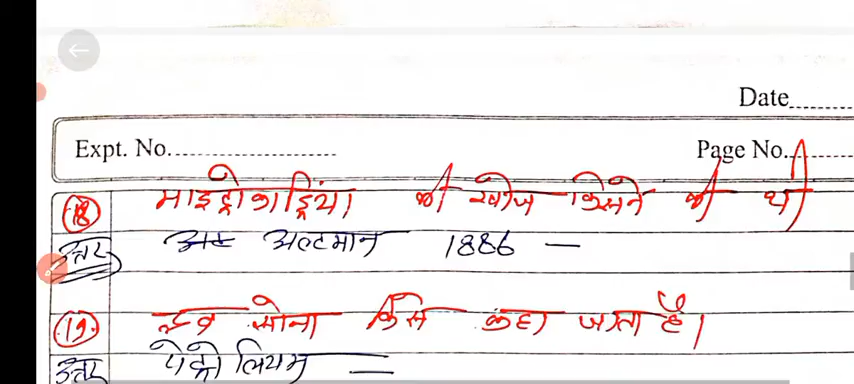 Date
Expt. No. Page No.
(18) माइट्रोकाड्रिंया की खोज किसने की थी
उत्तर अल्टमान 1886 —
(19) द्रव सोना किसे कहा जाता है।
उत्तर पेट्रोलियम =